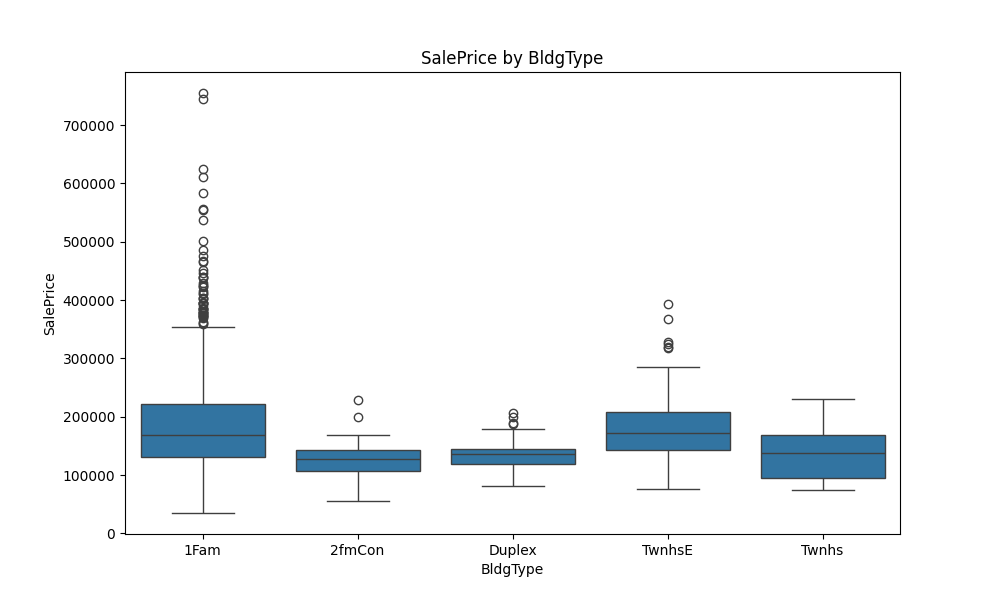 SalePrice by BldgType
700000
600000
500000
400000
300000
200000
100000
0
SalePrice
1Fam 2fmCon Duplex TwnhsE Twnhs
BldgType